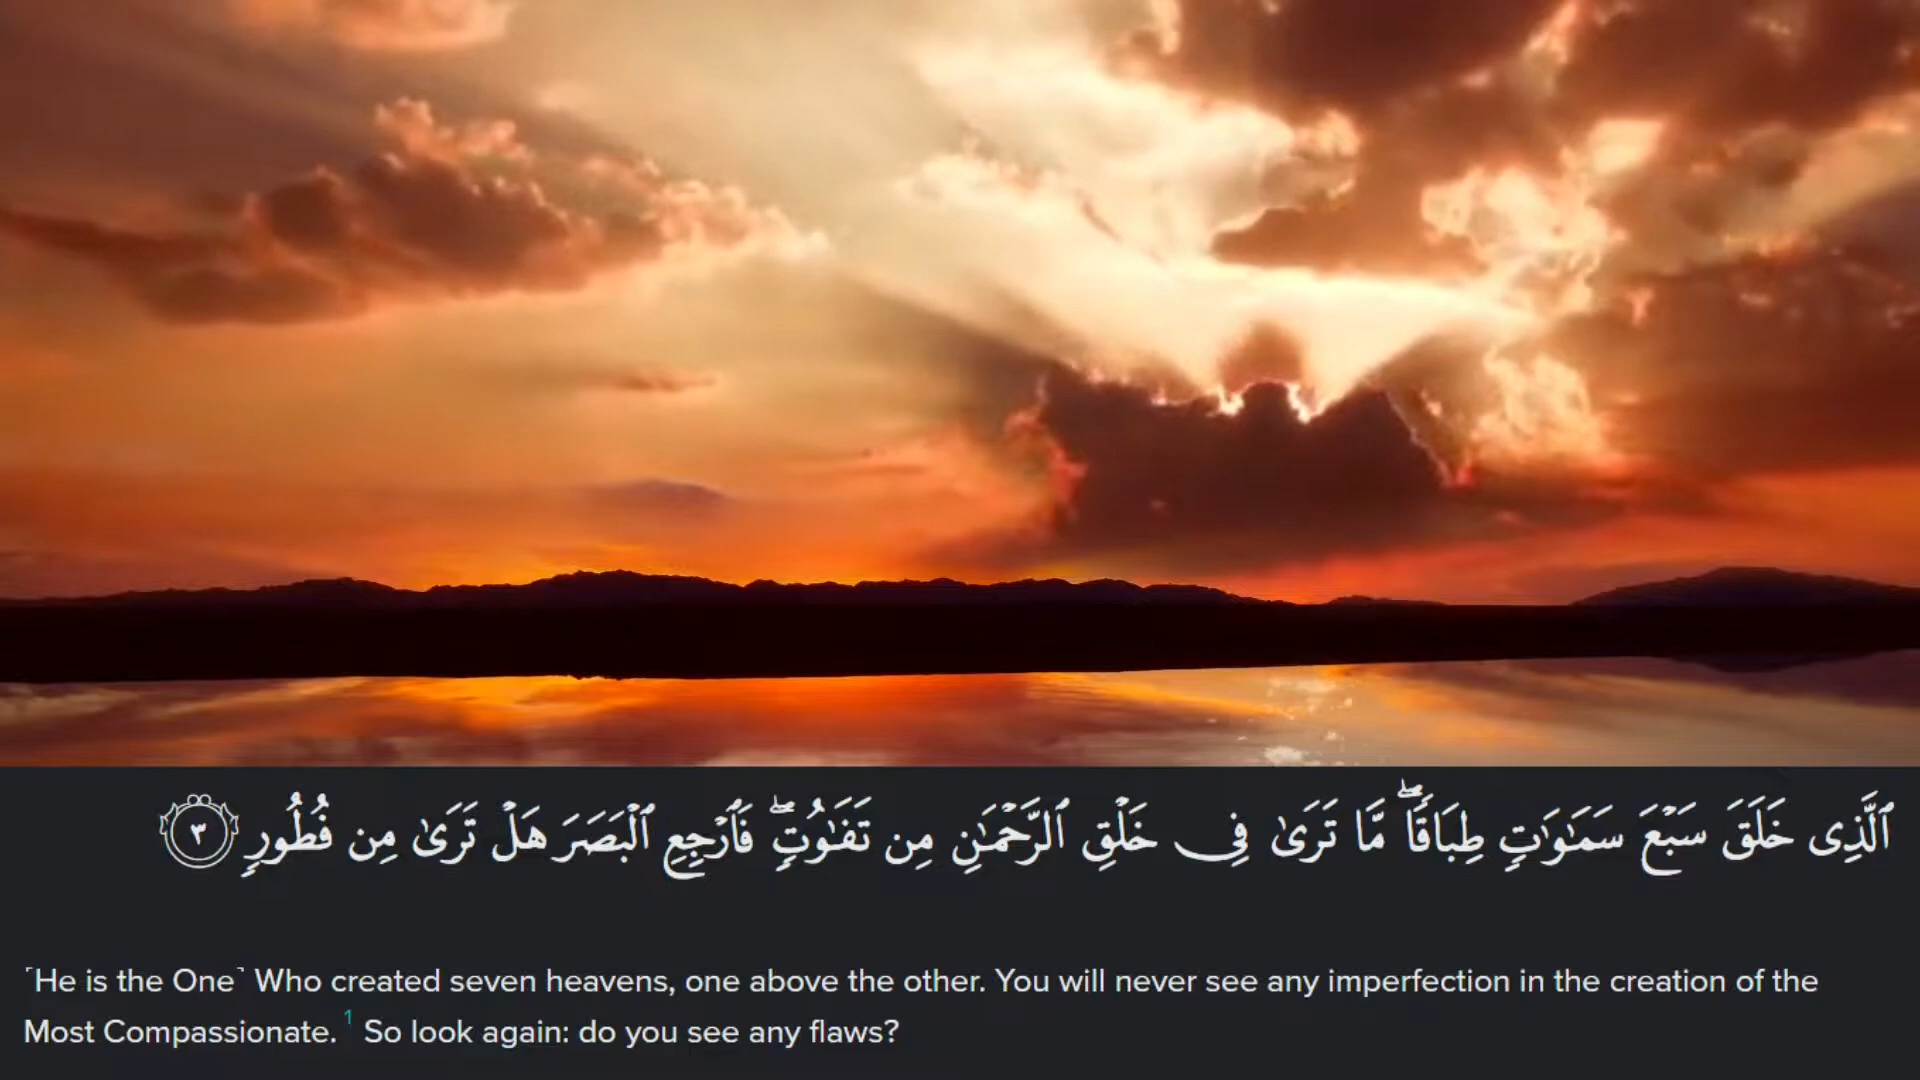 ٱلَّذِى خَلَقَ سَبْعَ سَمَـٰوَٰتٍ طِبَاقًا ۖ مَّا تَرَىٰ فِى خَلْقِ ٱلرَّحْمَـٰنِ مِن تَفَـٰوُتٍ ۖ فَٱرْجِعِ ٱلْبَصَرَ هَلْ تَرَىٰ مِن فُطُورٍ ٣
˹He is the One˺ Who created seven heavens, one above the other. You will never see any imperfection in the creation of the
Most Compassionate. 1 So look again: do you see any flaws?